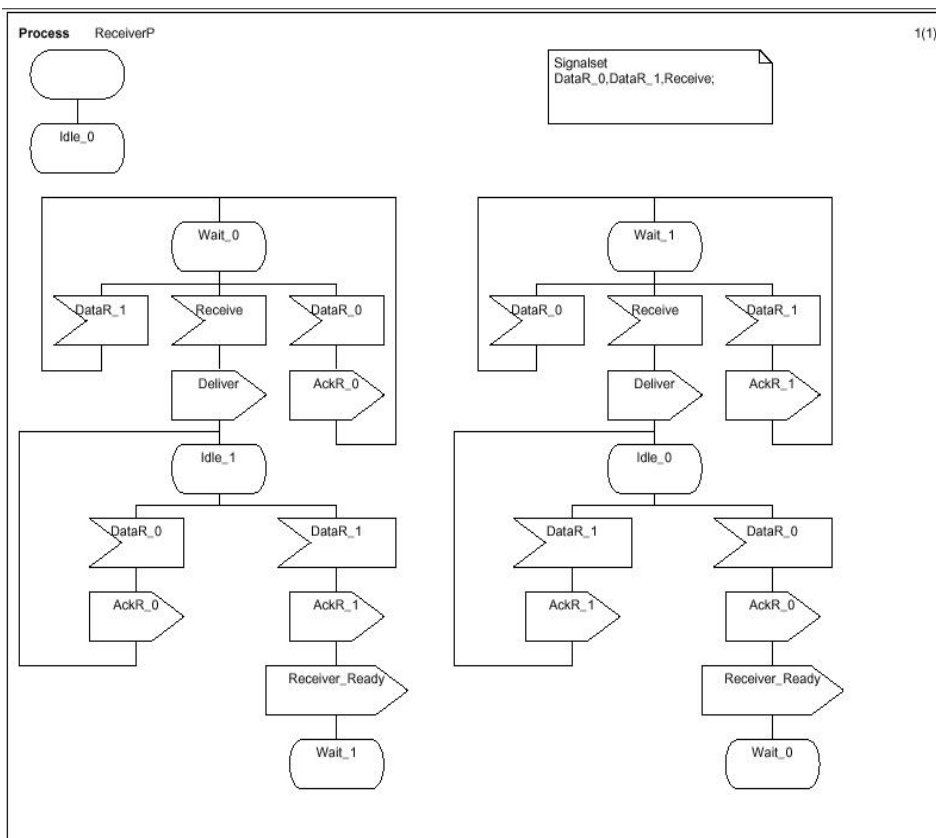 Process ReceiverP 1(1)
Signalset
DataR_0,DataR_1,Receive;
Idle_0
Wait_0
DataR_1 Receive DataR_0
Deliver AckR_0
Idle_1
DataR_0 DataR_1
AckR_0 AckR_1
Receiver_Ready
Wait_1
Wait_1
DataR_0 Receive DataR_1
Deliver AckR_1
Idle_0
DataR_1 DataR_0
AckR_1 AckR_0
Receiver_Ready
Wait_0